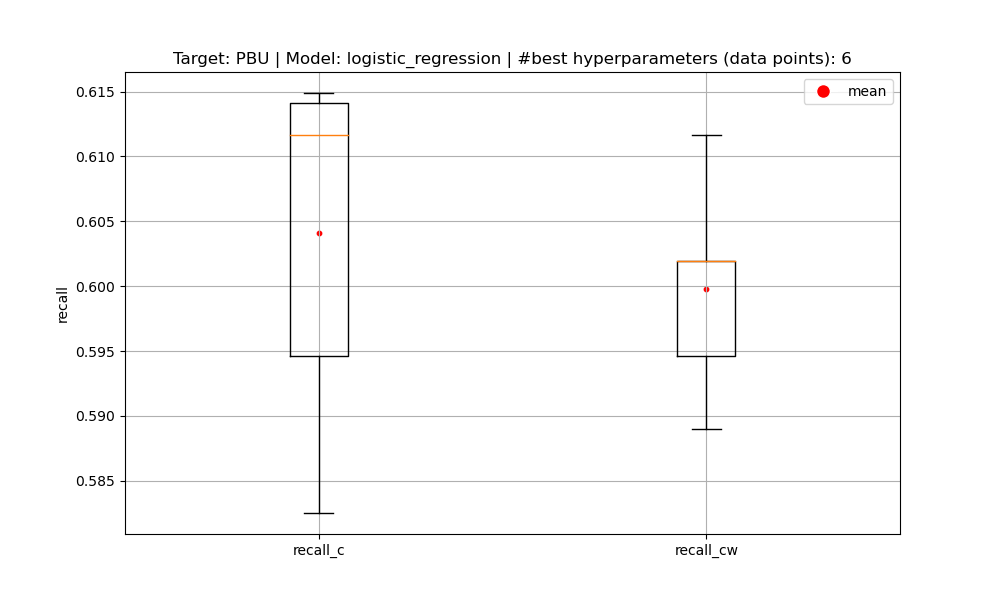 Target: PBU | Model: logistic_regression | #best hyperparameters (data points): 6
mean
0.615
0.610
0.605
0.600
0.595
0.590
0.585
recall
recall_c
recall_cw